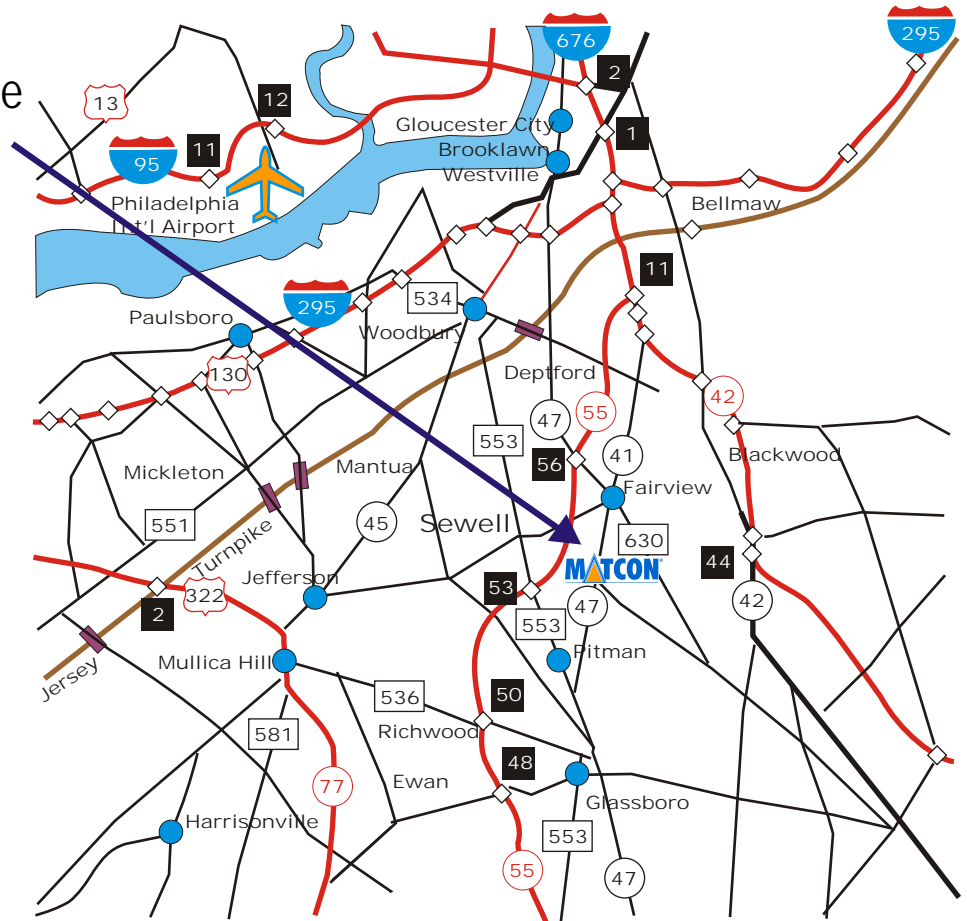 e
676
295
2
13
12
Gloucester City
1
11
95
Brooklawn
Westville
Philadelphia
Int'l Airport
Bellmaw
11
534
295
Paulsboro
Woodbury
130
Deptford
42
55
47
553
41
Blackwood
56
Mickleton
Mantua
Fairview
551
45
Sewell
630
Turnpike
MATCON
44
Jefferson
53
322
2
47
42
553
Mullica Hill
Pitman
Jersey
536
50
581
Richwood
48
77
Ewan
Glassboro
Harrisonville
553
55
47